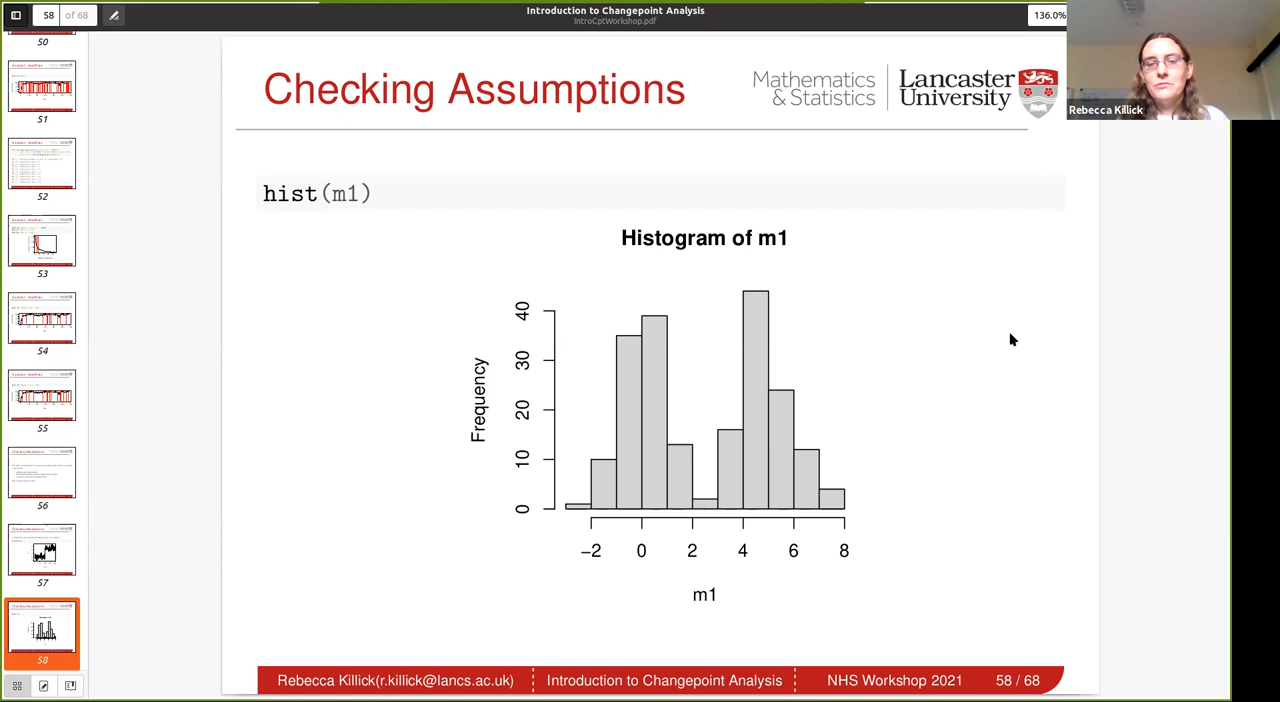 58 of 68
Introduction to Changepoint Analysis
IntroCptWorkshop.pdf
136.0%
Rebecca Killick
50
51
52
53
54
55
56
57
58
Checking Assumptions
Mathematics
& Statistics
Lancaster
University
hist(m1)
Histogram of m1
Frequency
40
30
20
10
0
−2 0 2 4 6 8
m1
Rebecca Killick(r.killick@lancs.ac.uk) Introduction to Changepoint Analysis NHS Workshop 2021 58 / 68